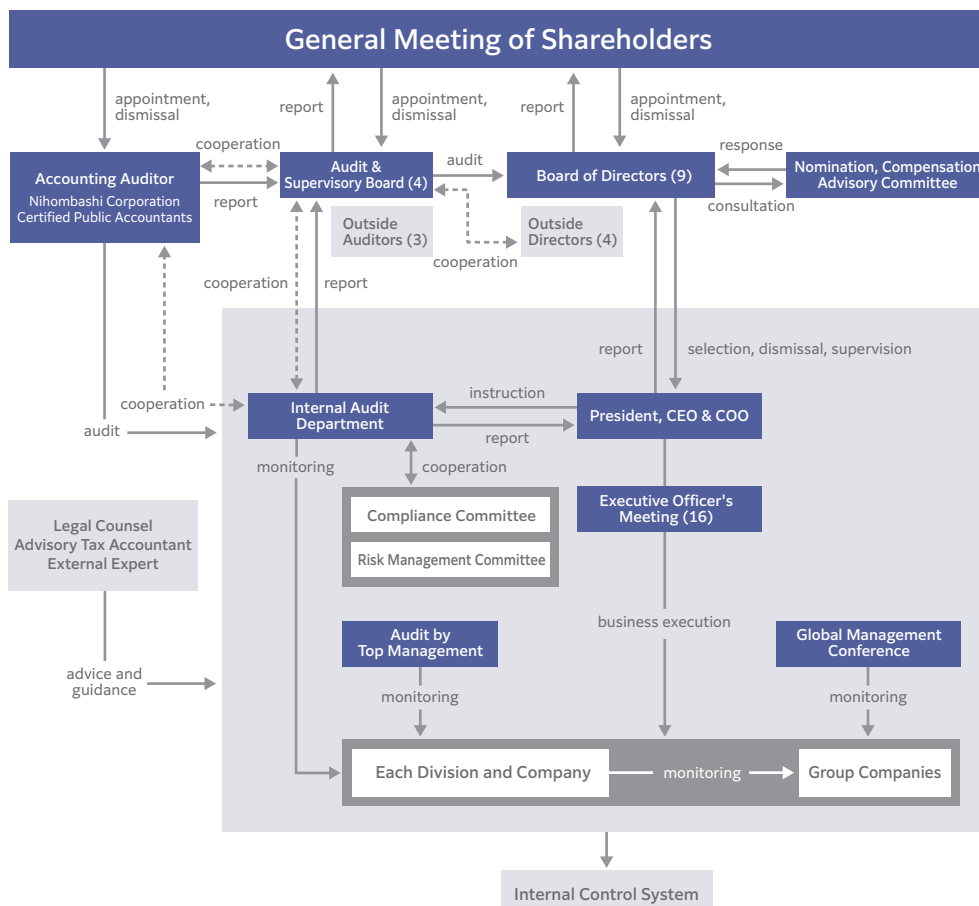 General Meeting of Shareholders
appointment,
dismissal
report
appointment,
dismissal
report
appointment,
dismissal
cooperation
audit
response
Accounting Auditor
Nihombashi Corporation
Certified Public Accountants
report
Audit &
Supervisory Board (4)
Board of Directors (9)
Nomination, Compensation
Advisory Committee
consultation
Outside
Auditors (3)
Outside
Directors (4)
cooperation
cooperation
report
report
selection, dismissal, supervision
cooperation
audit
Internal Audit
Department
instruction
report
President, CEO & COO
monitoring
cooperation
Compliance Committee
Risk Management Committee
Executive Officer's
Meeting (16)
Legal Counsel
Advisory Tax Accountant
External Expert
business execution
Audit by
Top Management
Global Management
Conference
advice and
guidance
monitoring
monitoring
Each Division and Company
monitoring
Group Companies
Internal Control System